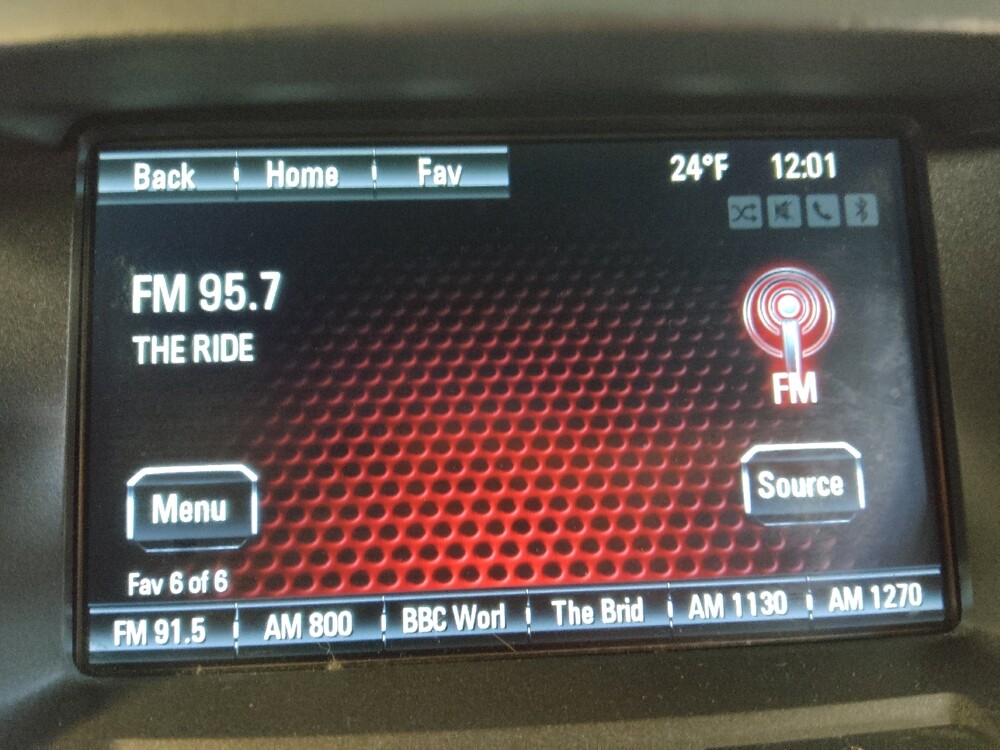 Back Home Fav 24°F 12:01
FM 95.7
THE RIDE
FM
Menu
Source
Fav 6 of 6
FM 91.5 AM 800 BBC Worl The Brid AM 1130 AM 1270